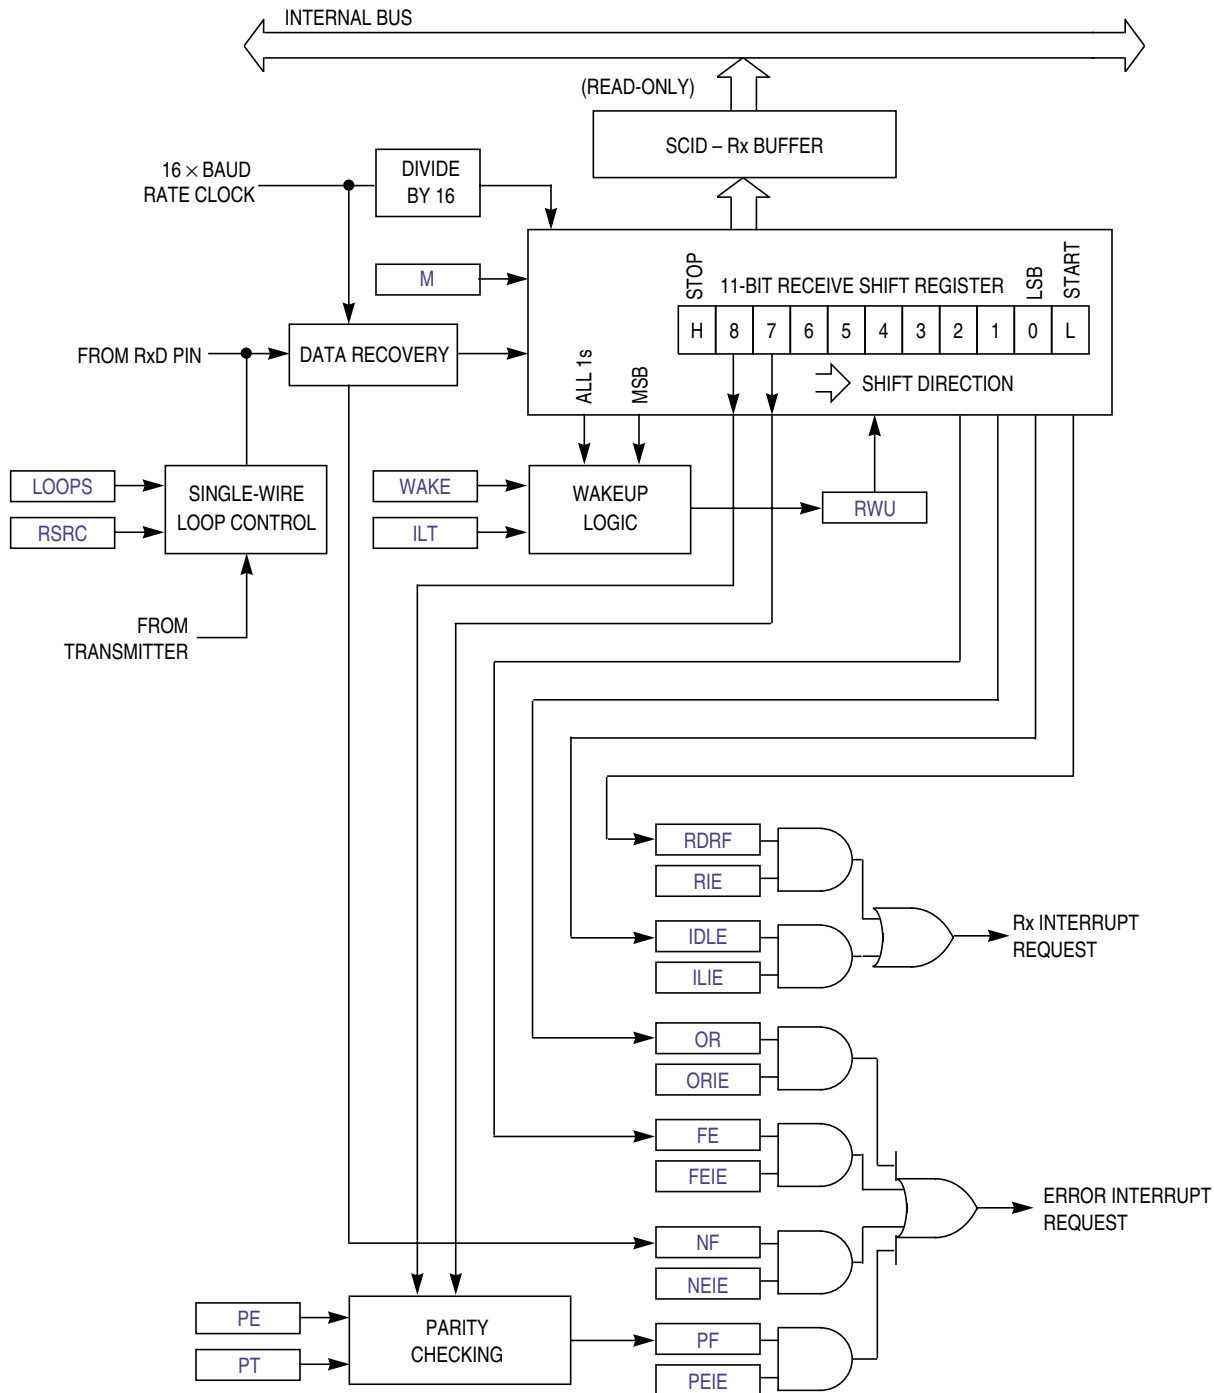 INTERNAL BUS
(READ-ONLY)
SCID – Rx BUFFER
16 × BAUD
RATE CLOCK
DIVIDE
BY 16
M
STOP
11-BIT RECEIVE SHIFT REGISTER
LSB
START
H 8 7 6 5 4 3 2 1 0 L
FROM RxD PIN
DATA RECOVERY
ALL 1s
MSB
SHIFT DIRECTION
LOOPS
RSRC
SINGLE-WIRE
LOOP CONTROL
WAKE
ILT
WAKEUP
LOGIC
RWU
FROM
TRANSMITTER
RDRF
RIE
IDLE
ILIE
Rx INTERRUPT
REQUEST
OR
ORIE
FE
FEIE
ERROR INTERRUPT
REQUEST
NF
NEIE
PE
PT
PARITY
CHECKING
PF
PEIE